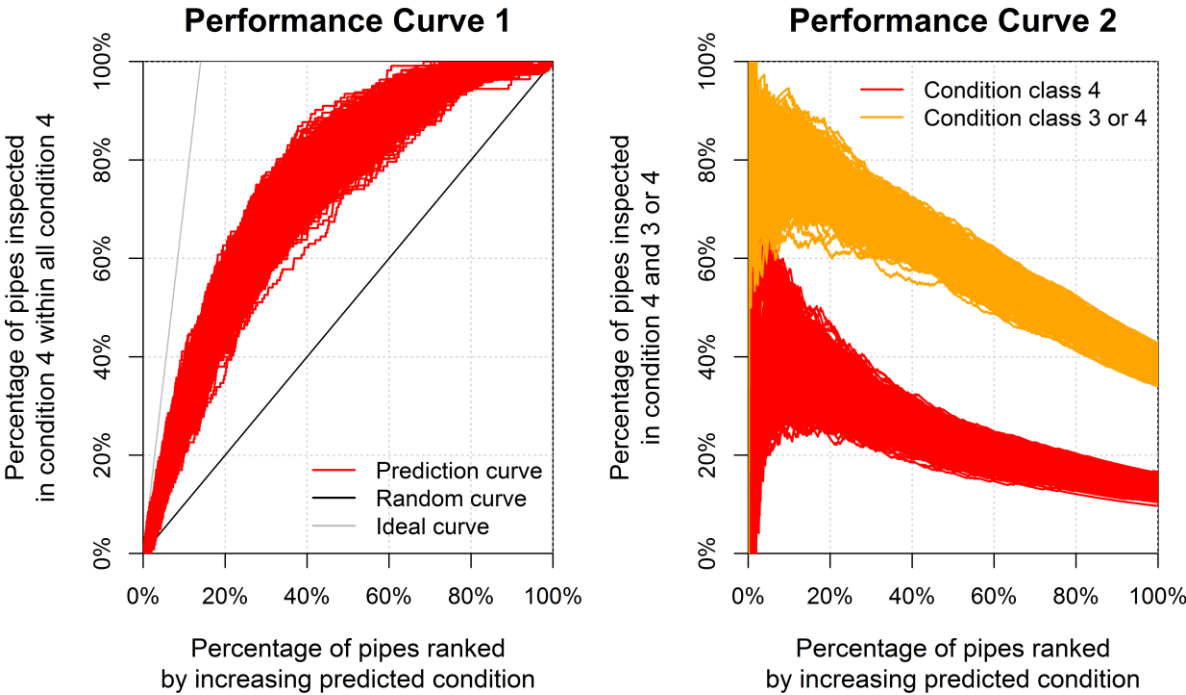 Performance Curve 1
Percentage of pipes inspected
in condition 4 within all condition 4
100%
80%
60%
40%
20%
0%
Prediction curve
Random curve
Ideal curve
0%
20%
40%
60%
80%
100%
Percentage of pipes ranked
by increasing predicted condition
Performance Curve 2
Percentage of pipes inspected
in condition 4 and 3 or 4
100%
80%
60%
40%
20%
0%
Condition class 4
Condition class 3 or 4
0%
20%
40%
60%
80%
100%
Percentage of pipes ranked
by increasing predicted condition